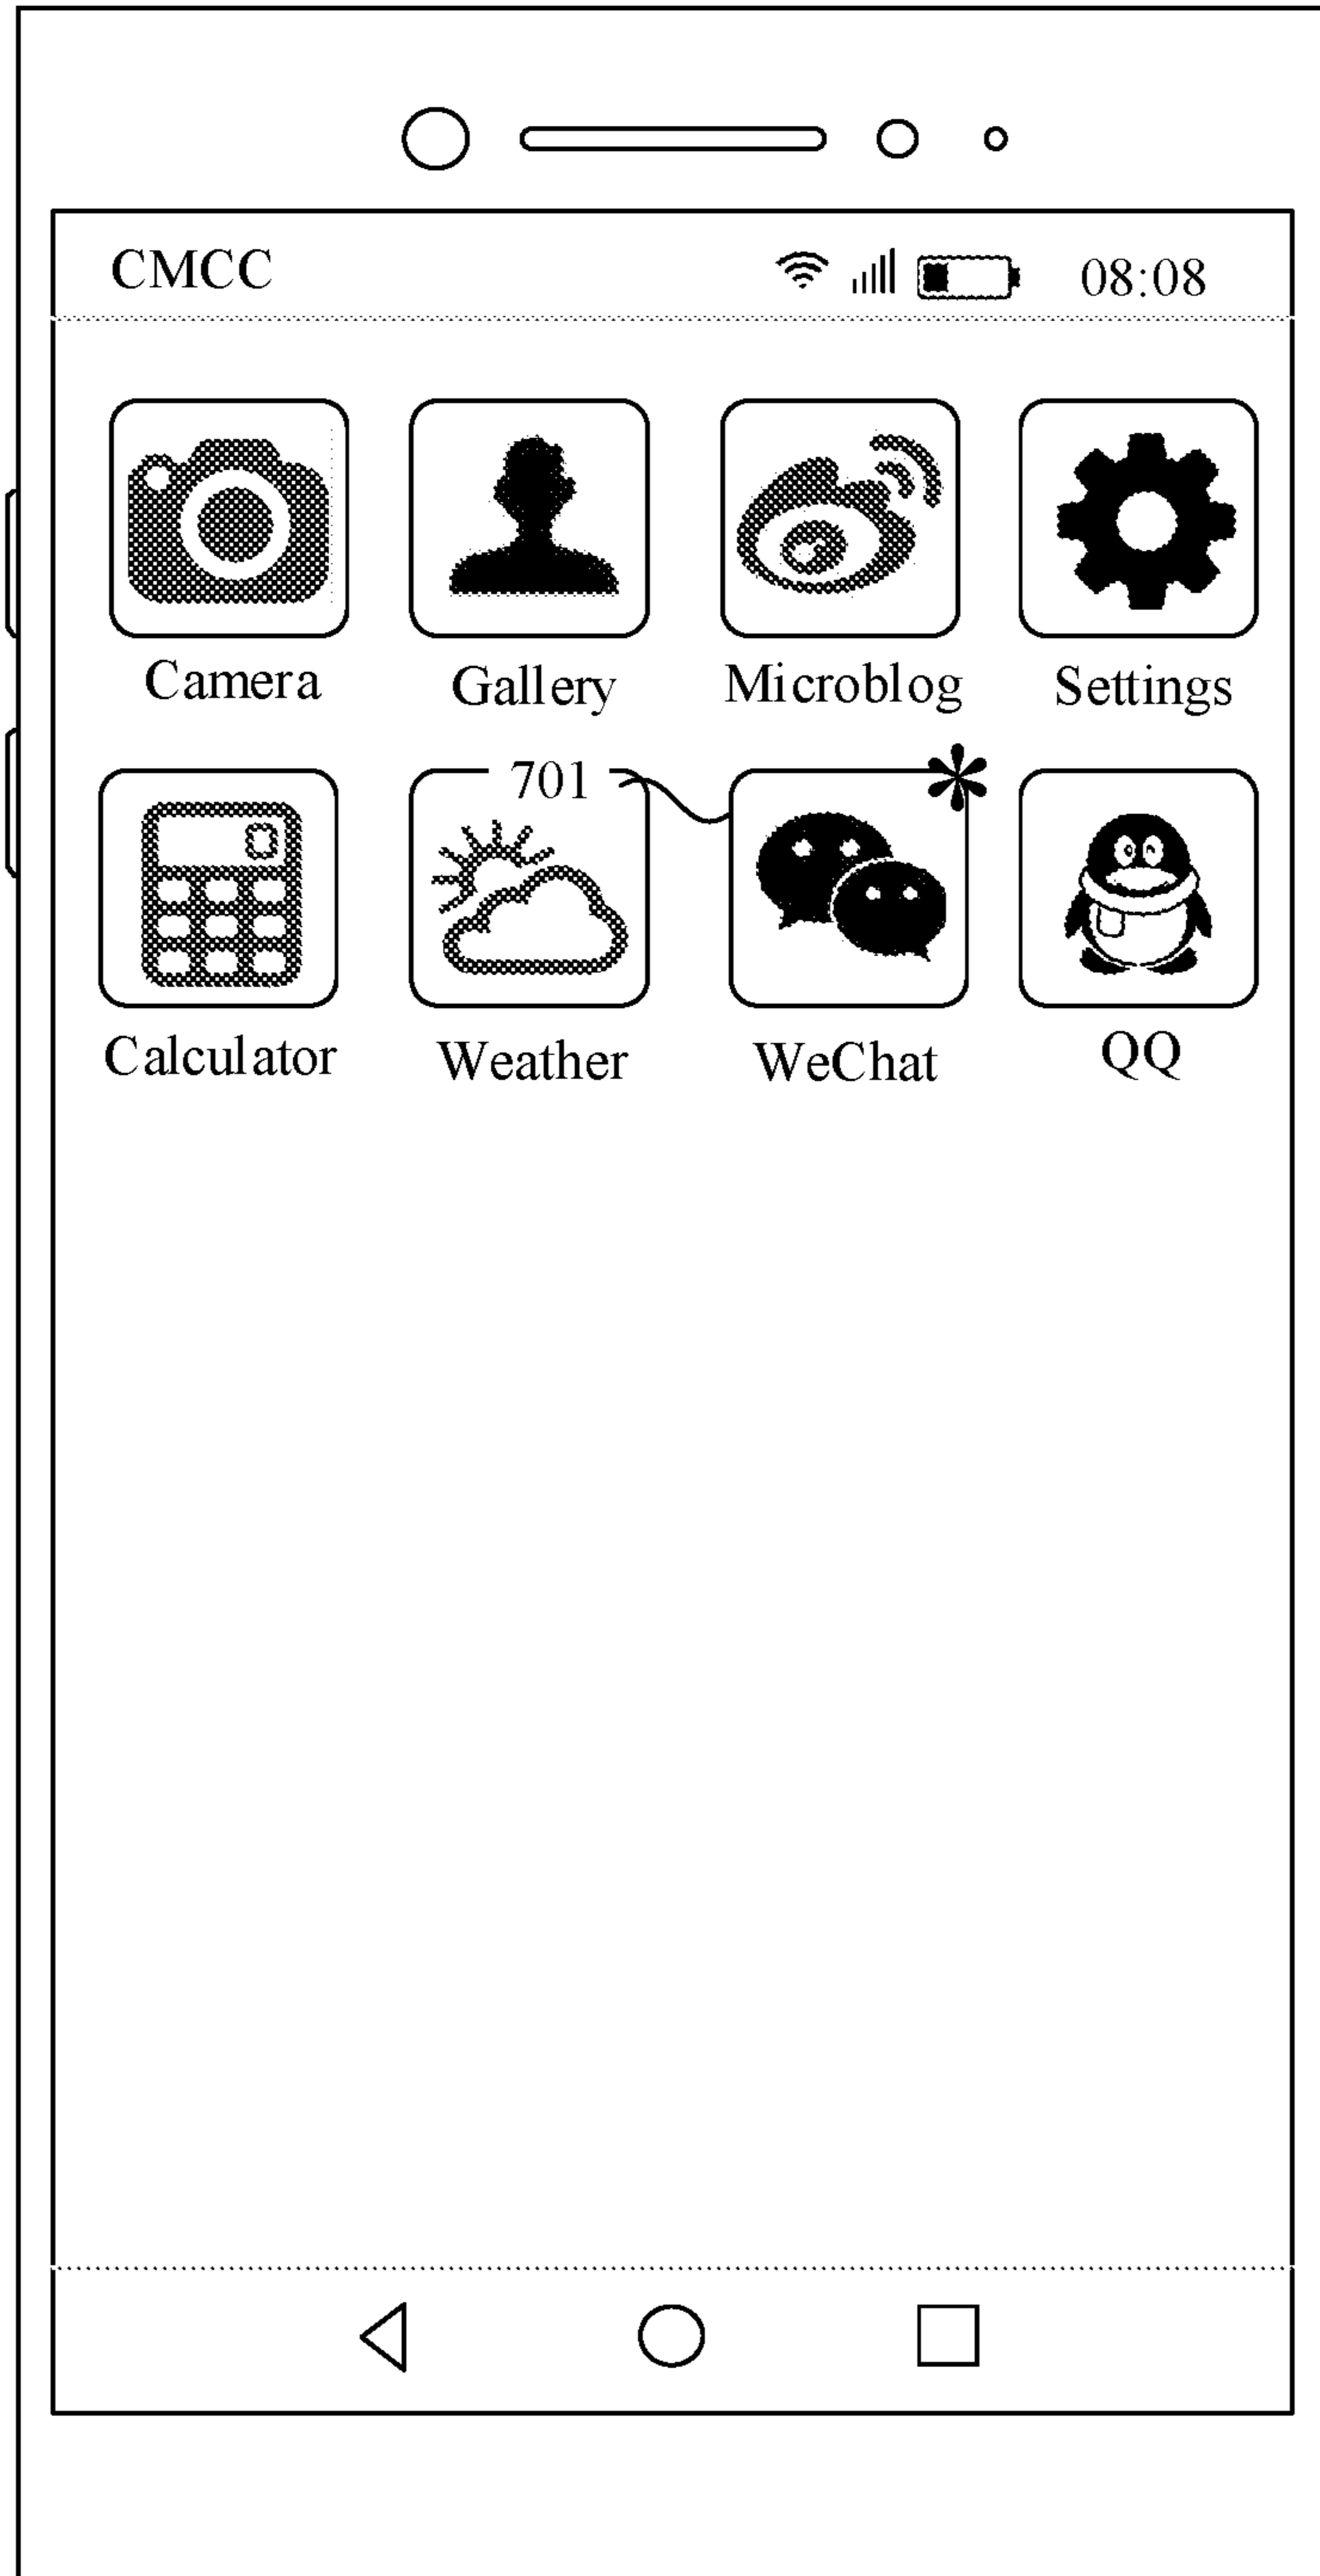 CMCC 08:08
Camera Gallery Microblog Settings
701 *
Calculator Weather WeChat QQ